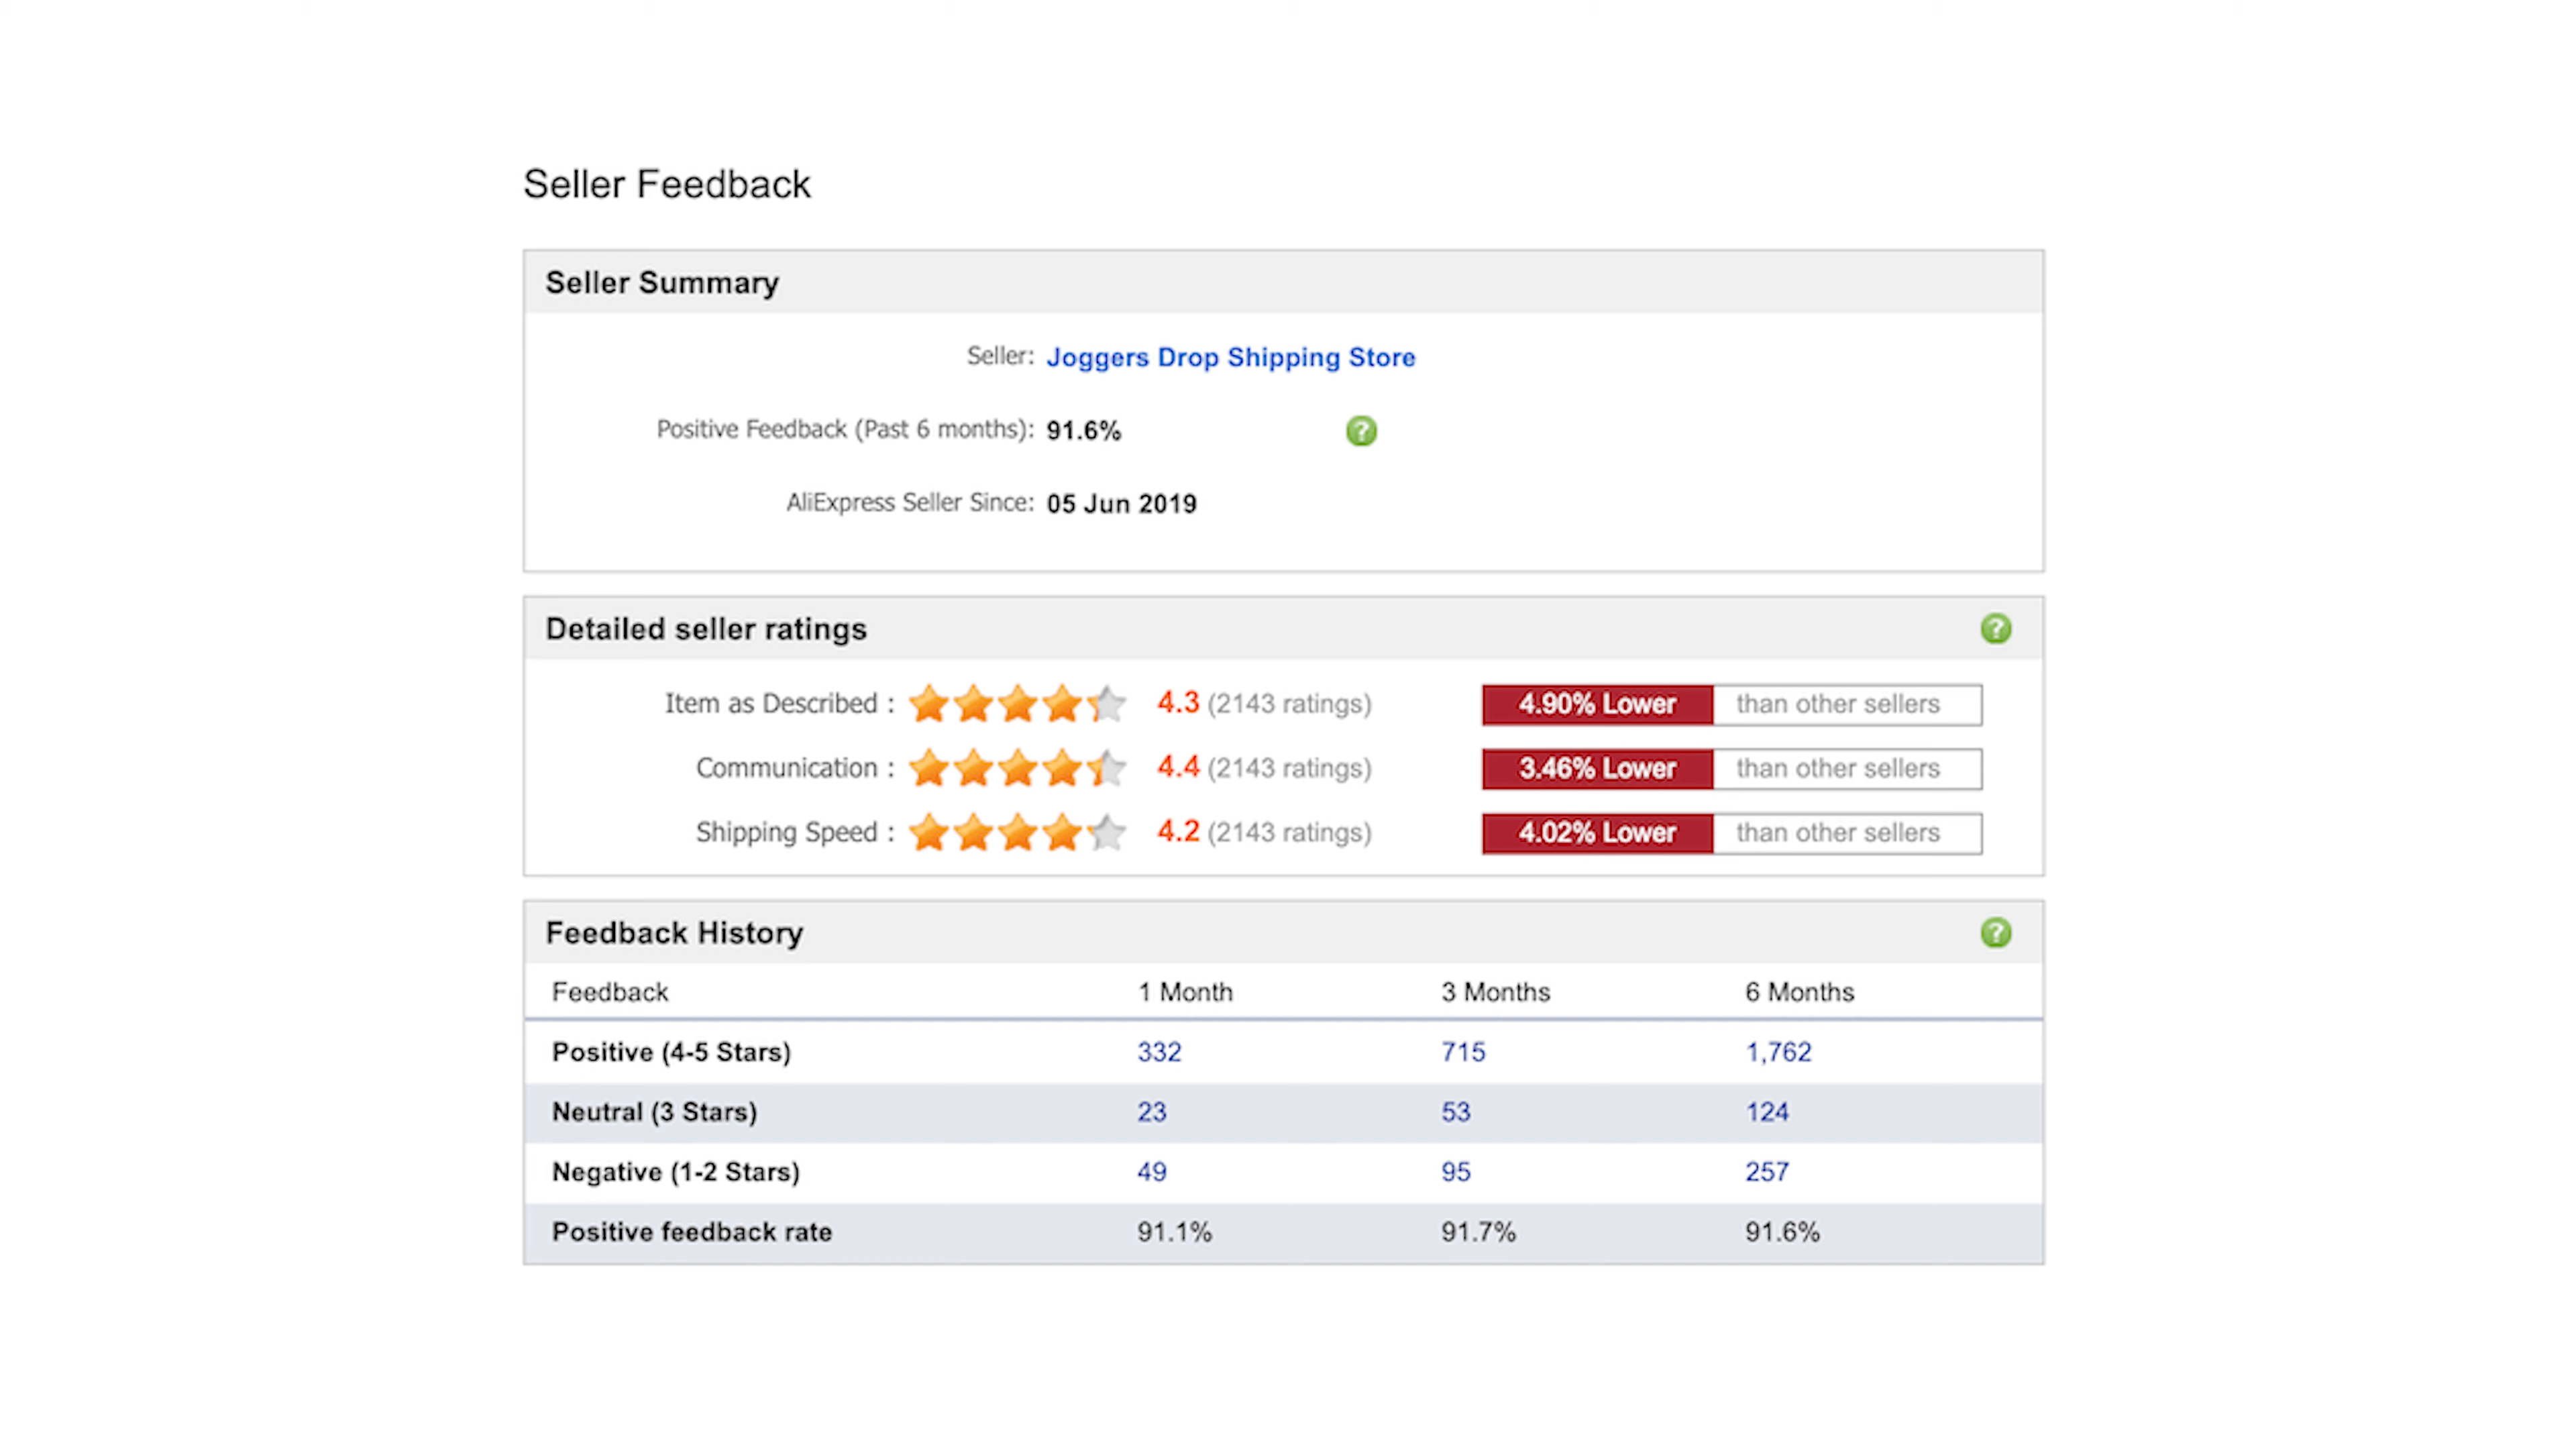 Seller Feedback
Seller Summary
Seller: Joggers Drop Shipping Store
Positive Feedback (Past 6 months): 91.6%
AliExpress Seller Since: 05 Jun 2019
Detailed seller ratings
Item as Described : 4.3 (2143 ratings) 4.90% Lower than other sellers
Communication : 4.4 (2143 ratings) 3.46% Lower than other sellers
Shipping Speed : 4.2 (2143 ratings) 4.02% Lower than other sellers
Feedback History
Feedback 1 Month 3 Months 6 Months
Positive (4-5 Stars) 332 715 1,762
Neutral (3 Stars) 23 53 124
Negative (1-2 Stars) 49 95 257
Positive feedback rate 91.1% 91.7% 91.6%